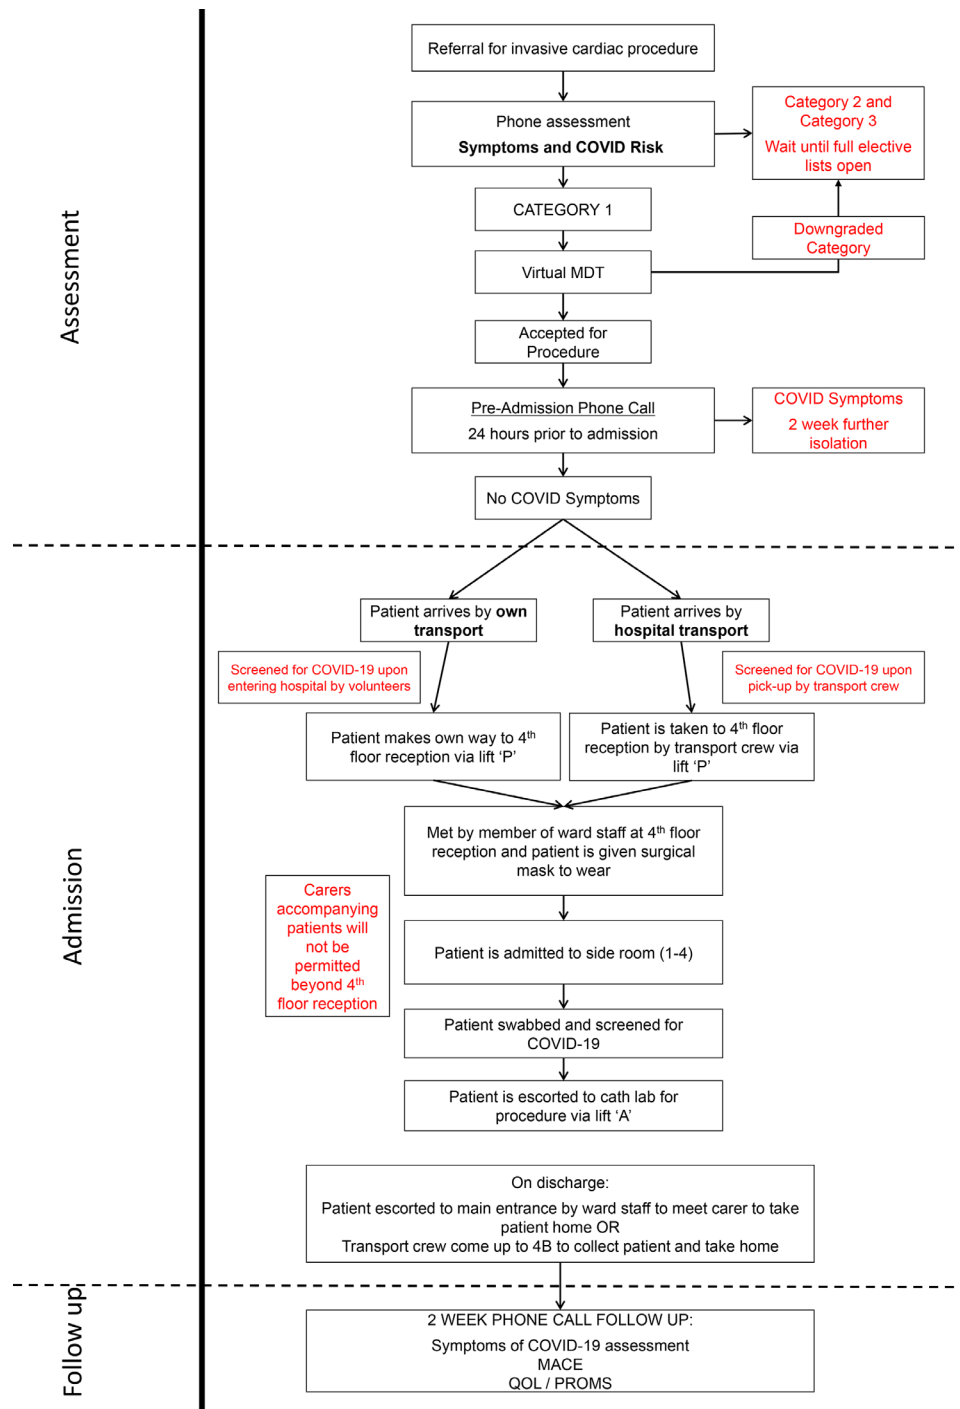 Referral for invasive cardiac procedure
Phone assessment
Symptoms and COVID Risk
Category 2 and
Category 3
Wait until full elective
lists open
CATEGORY 1
Downgraded
Category
Virtual MDT
Accepted for
Procedure
Pre-Admission Phone Call
24 hours prior to admission
COVID Symptoms
2 week further
isolation
No COVID Symptoms
Assessment
Patient arrives by own
transport
Patient arrives by
hospital transport
Screened for COVID-19 upon
entering hospital by volunteers
Screened for COVID-19 upon
pick-up by transport crew
Patient makes own way to 4th
floor reception via lift ‘P’
Patient is taken to 4th floor
reception by transport crew via
lift ‘P’
Met by member of ward staff at 4th floor
reception and patient is given surgical
mask to wear
Carers
accompanying
patients will
not be
permitted
beyond 4th
floor reception
Patient is admitted to side room (1-4)
Patient swabbed and screened for
COVID-19
Patient is escorted to cath lab for
procedure via lift ‘A’
On discharge:
Patient escorted to main entrance by ward staff to meet carer to take
patient home OR
Transport crew come up to 4B to collect patient and take home
Admission
2 WEEK PHONE CALL FOLLOW UP:
Symptoms of COVID-19 assessment
MACE
QOL / PROMS
Follow up